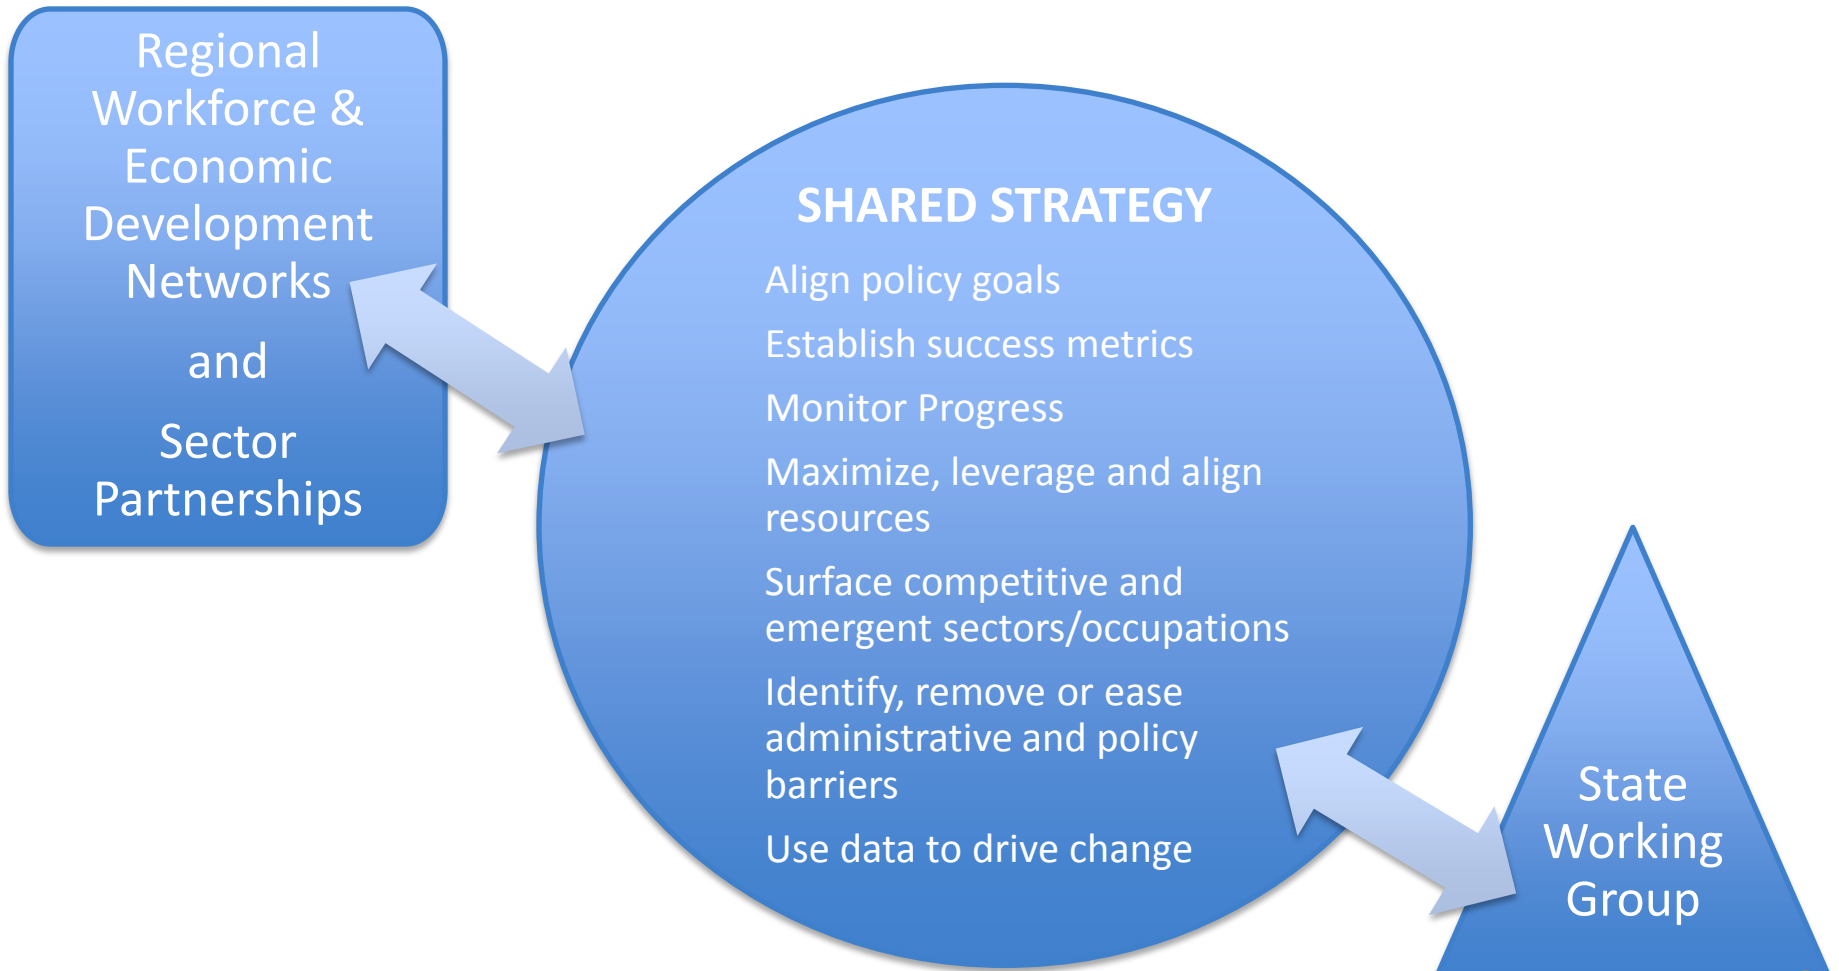 Regional
Workforce &
Economic
Development
Networks
and
Sector
Partnerships
SHARED STRATEGY
Align policy goals
Establish success metrics
Monitor Progress
Maximize, leverage and align
resources
Surface competitive and
emergent sectors/occupations
Identify, remove or ease
administrative and policy
barriers
Use data to drive change
State
Working
Group